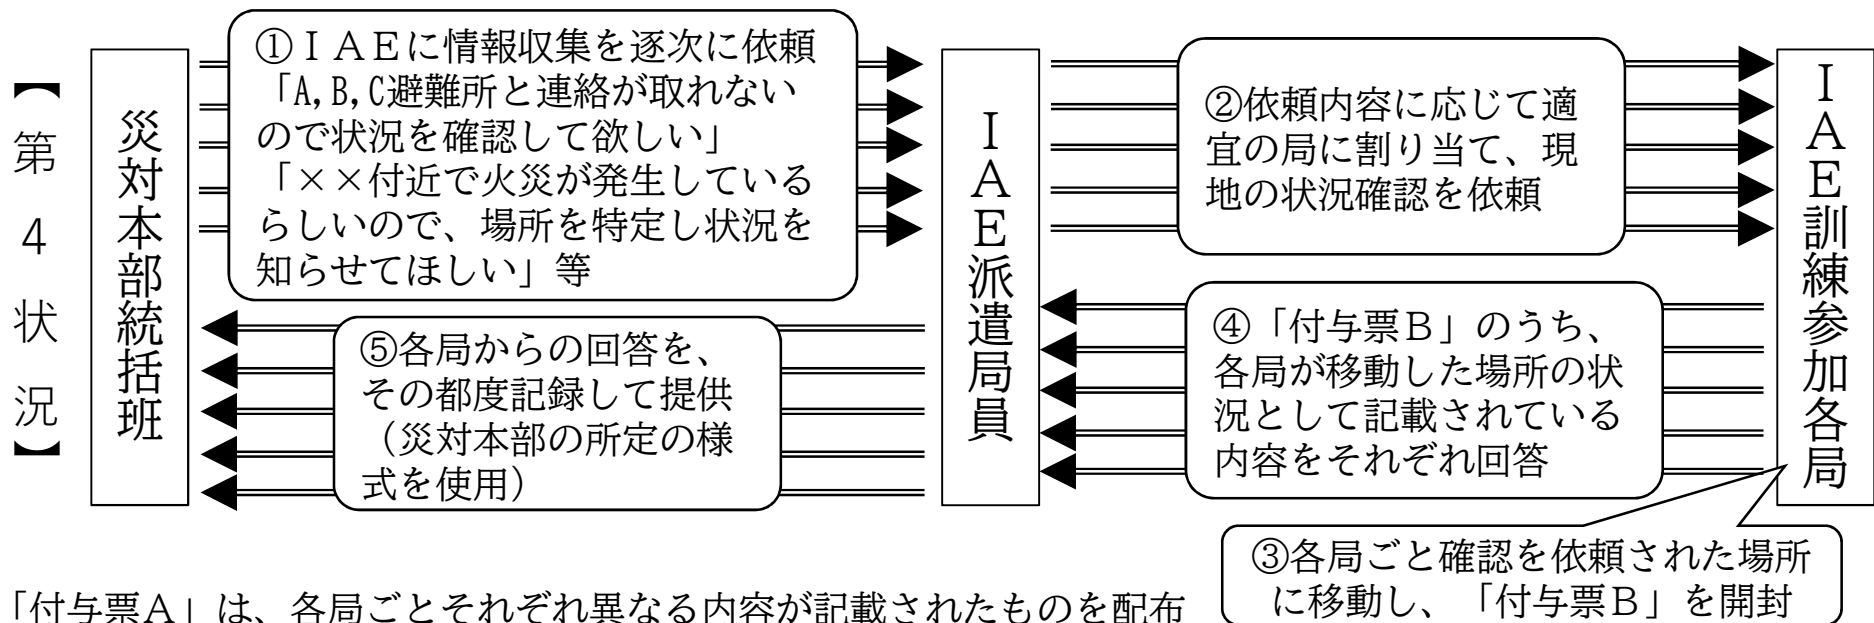 【第4状況】
災対本部統括班
①ＩＡＥに情報収集を逐次に依頼
「A,B,C避難所と連絡が取れない
ので状況を確認して欲しい」
「××付近で火災が発生している
らしいので、場所を特定し状況を
知らせてほしい」等
ＩＡＥ派遣局員
②依頼内容に応じて適
宜の局に割り当て、現
地の状況確認を依頼
ＩＡＥ訓練参加各局
③各局ごと確認を依頼された場所
に移動し、「付与票Ｂ」を開封
④「付与票Ｂ」のうち、
各局が移動した場所の状
況として記載されている
内容をそれぞれ回答
⑤各局からの回答を、
その都度記録して提供
（災対本部の所定の様
式を使用）
「付与票Ａ」は、各局ごとそれぞれ異なる内容が記載されたものを配布